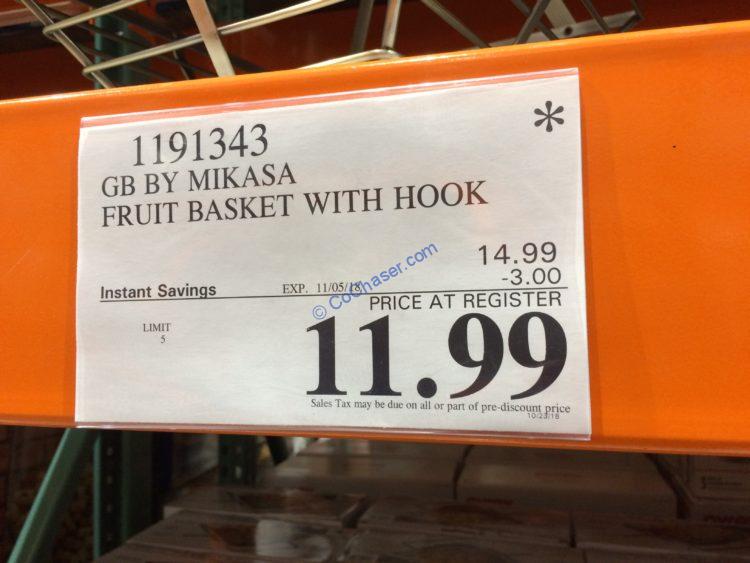 1191343 *
GB BY MIKASA
FRUIT BASKET WITH HOOK
14.99
Instant Savings EXP. 11/05/18 -3.00
PRICE AT REGISTER
LIMIT
5
11.99
Sales Tax may be due on all or part of pre-discount price
10/23/18
© CoChaser.com